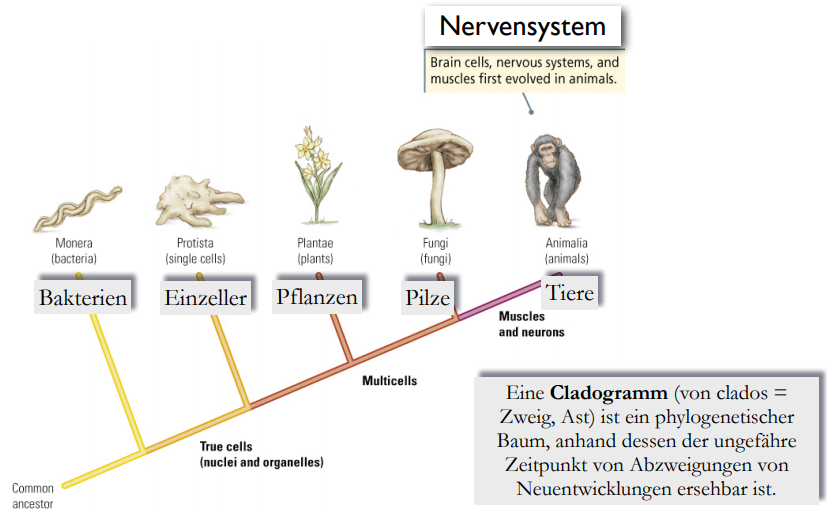 Nervensystem
Brain cells, nervous systems, and
muscles first evolved in animals.
Monera
(bacteria)
Protista
(single cells)
Plantae
(plants)
Fungi
(fungi)
Animalia
(animals)
Bakterien
Einzeller
Pflanzen
Pilze
Tiere
Muscles
and neurons
Multicells
True cells
(nuclei and organelles)
Common
ancestor
Eine Cladogramm (von clados =
Zweig, Ast) ist ein phylogenetischer
Baum, anhand dessen der ungefähre
Zeitpunkt von Abzweigungen von
Neuentwicklungen ersehbar ist.